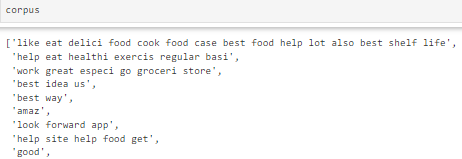 corpus
['like eat delici food cook food case best food help lot also best shelf life',
'help eat healthi exercis regular basi',
'work great especi go groceri store',
'best idea us',
'best way',
'amaz',
'look forward app',
'help site help food get',
'good',